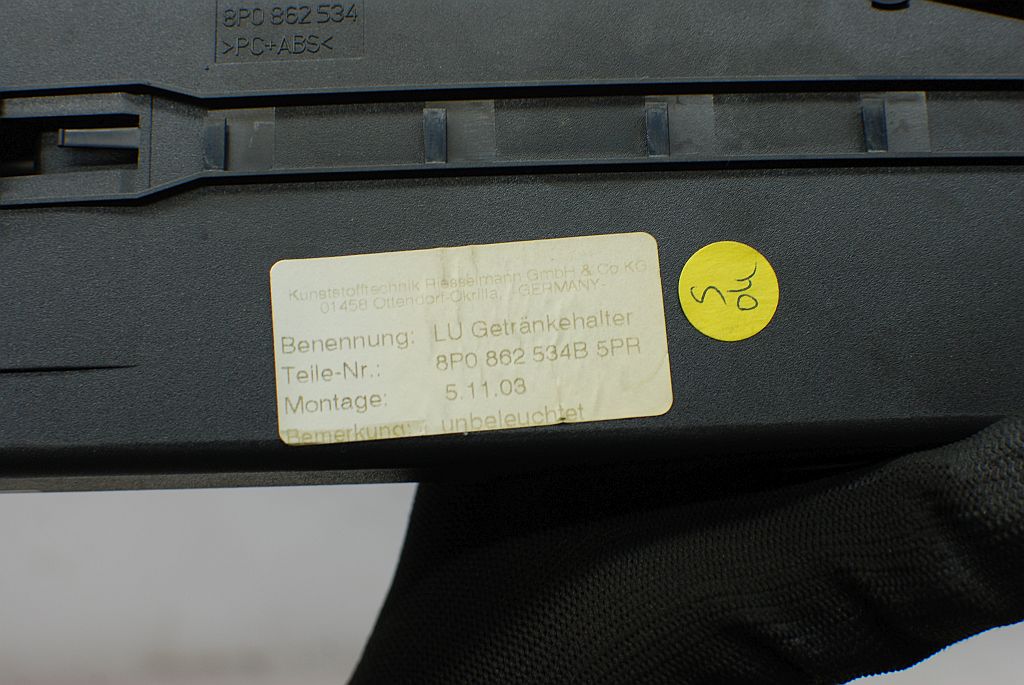 8P0 862 534
>PC+ABS<
Kunststofftechnik Riesselmann GmbH & Co KG
01458 Ottendorf-Okrilla, -GERMANY-
Benennung: LU Getränkehalter
Teile-Nr.: 8P0 862 534B 5PR
Montage: 5.11.03
Bemerkung: unbeleuchtet